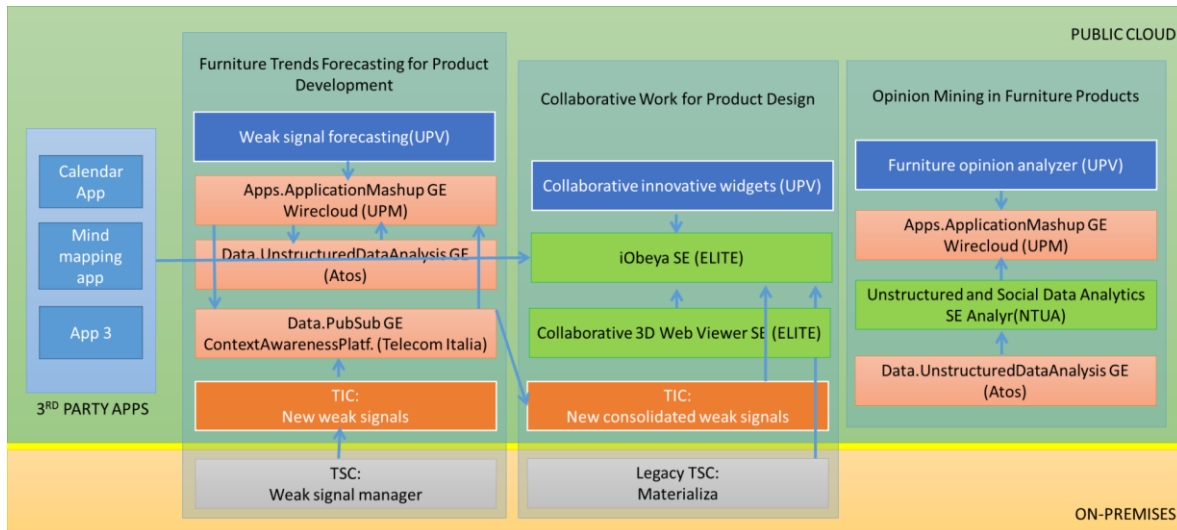 PUBLIC CLOUD
Furniture Trends Forecasting for Product
Development
Weak signal forecasting(UPV)
Apps.ApplicationMashup GE
Wirecloud (UPM)
Data.UnstructuredDataAnalysis GE
(Atos)
Data.PubSub GE
ContextAwarenessPlatf. (Telecom Italia)
TIC:
New weak signals
TSC:
Weak signal manager
Collaborative Work for Product Design
Collaborative innovative widgets (UPV)
iObeya SE (ELITE)
Collaborative 3D Web Viewer SE (ELITE)
TIC:
New consolidated weak signals
Legacy TSC:
Materializa
Opinion Mining in Furniture Products
Furniture opinion analyzer (UPV)
Apps.ApplicationMashup GE
Wirecloud (UPM)
Unstructured and Social Data Analytics
SE Analyr(NTUA)
Data.UnstructuredDataAnalysis GE
(Atos)
Calendar
App
Mind
mapping
app
App 3
3RD PARTY APPS
ON-PREMISES